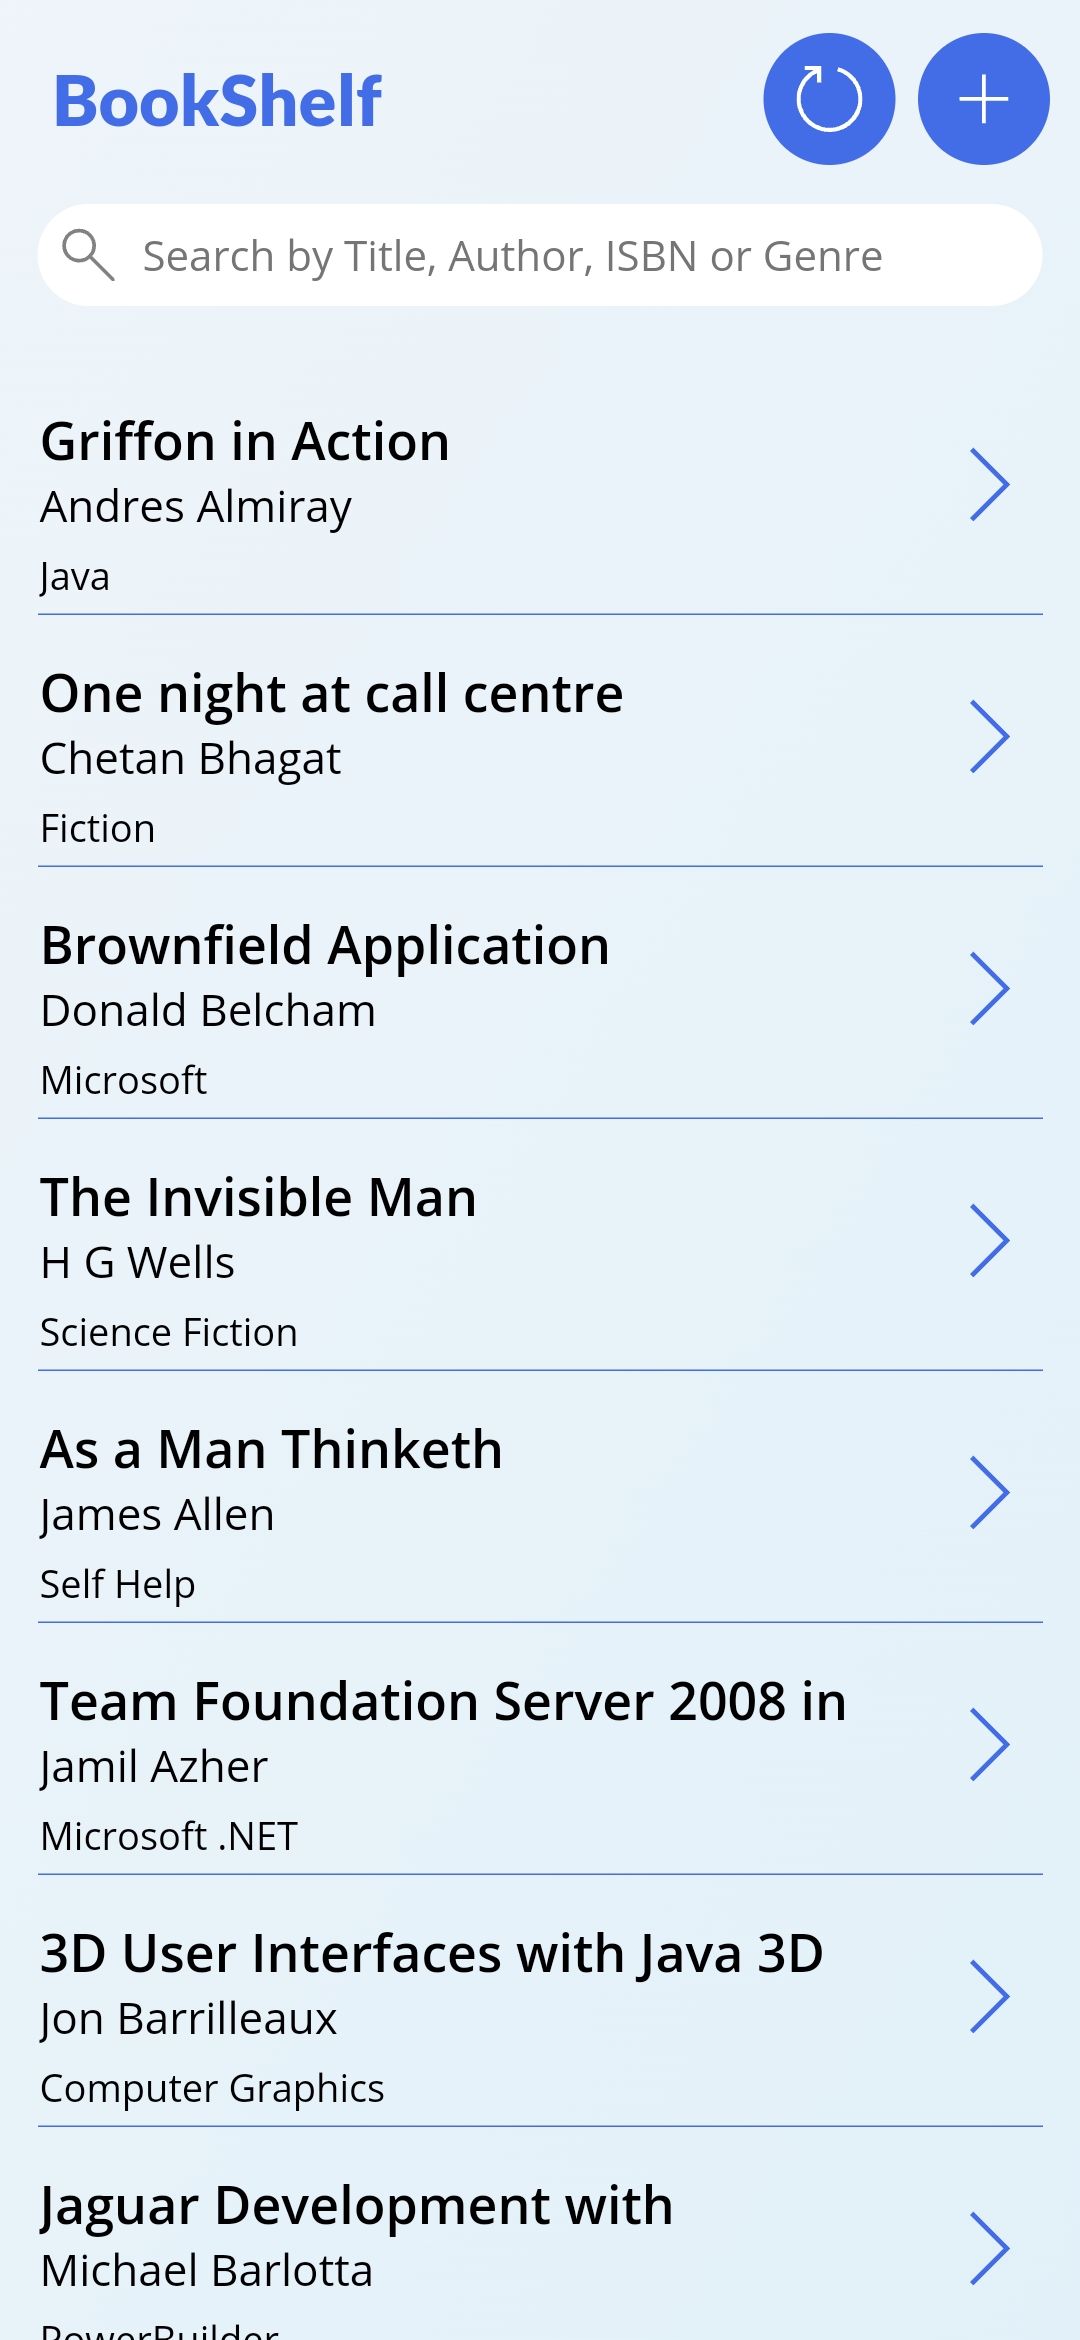 BookShelf
Search by Title, Author, ISBN or Genre
Griffon in Action
Andres Almiray
Java
One night at call centre
Chetan Bhagat
Fiction
Brownfield Application
Donald Belcham
Microsoft
The Invisible Man
H G Wells
Science Fiction
As a Man Thinketh
James Allen
Self Help
Team Foundation Server 2008 in
Jamil Azher
Microsoft .NET
3D User Interfaces with Java 3D
Jon Barrilleaux
Computer Graphics
Jaguar Development with
Michael Barlotta
PowerBuilder